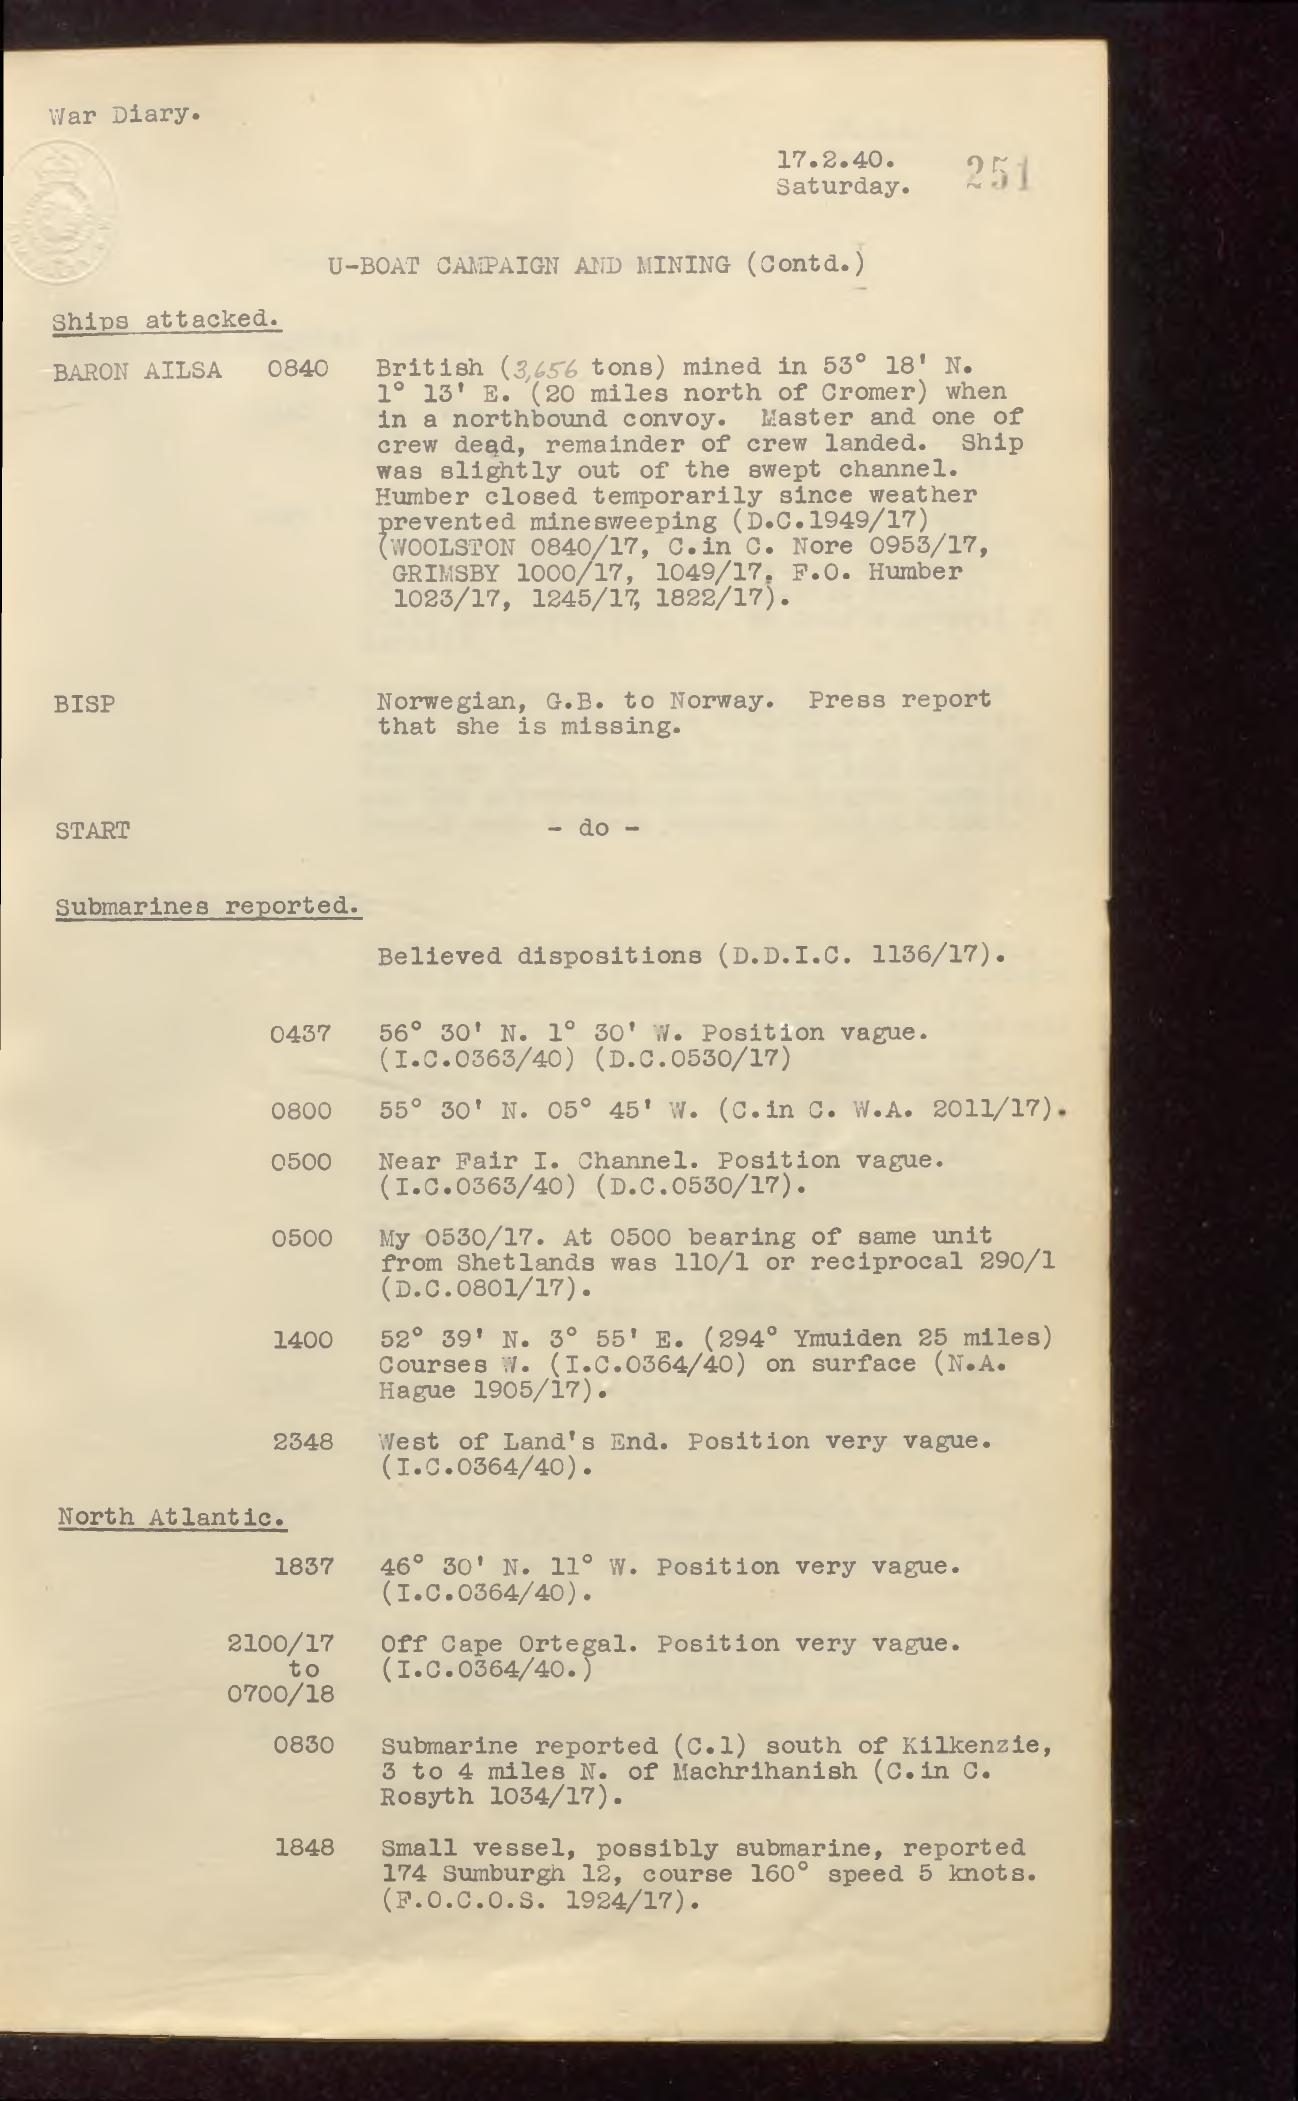 War Diary.
17.2.40.
Saturday.
251
U-BOAT CAMPAIGN AND MINING (Contd.)
Ships attacked.
BARON AILSA 0840 British (3,656 tons) mined in 53° 18' N.
1° 13' E. (20 miles north of Cromer) when
in a northbound convoy. Master and one of
crew dead, remainder of crew landed. Ship
was slightly out of the swept channel.
Humber closed temporarily since weather
prevented minesweeping (D.C.1949/17)
(WOOLSTON 0840/17, C.in C. Nore 0953/17,
GRIMSBY 1000/17, 1049/17, F.O. Humber
1023/17, 1245/17, 1822/17).
BISP Norwegian, G.B. to Norway. Press report
that she is missing.
START - do -
Submarines reported.
Believed dispositions (D.D.I.C. 1136/17).
0437 56° 30' N. 1° 30' W. Position vague.
(I.C.0363/40) (D.C.0530/17)
0800 55° 30' N. 05° 45' W. (C.in C. W.A. 2011/17).
0500 Near Fair I. Channel. Position vague.
(I.C.0363/40) (D.C.0530/17).
0500 My 0530/17. At 0500 bearing of same unit
from Shetlands was 110/1 or reciprocal 290/1
(D.C.0801/17).
1400 52° 39' N. 3° 55' E. (294° Ymuiden 25 miles)
Courses W. (I.C.0364/40) on surface (N.A.
Hague 1905/17).
2348 West of Land's End. Position very vague.
(I.C.0364/40).
North Atlantic.
1837 46° 30' N. 11° W. Position very vague.
(I.C.0364/40).
2100/17 Off Cape Ortegal. Position very vague.
to (I.C.0364/40.)
0700/18
0830 Submarine reported (C.1) south of Kilkenzie,
3 to 4 miles N. of Machrihanish (C.in C.
Rosyth 1034/17).
1848 Small vessel, possibly submarine, reported
174 Sumburgh 12, course 160° speed 5 knots.
(F.O.C.O.S. 1924/17).